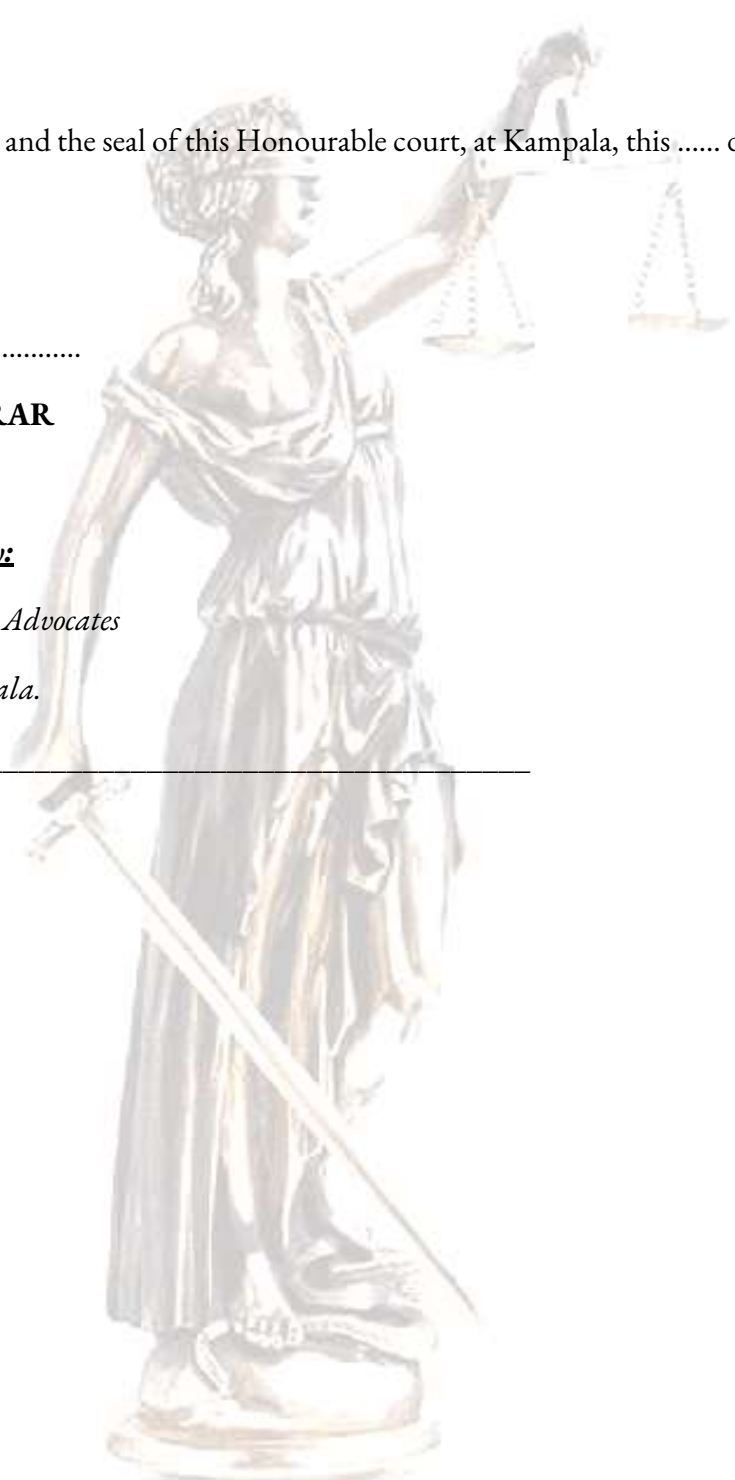 and the seal of this Honourable court, at Kampala, this ......
............
RAR
Advocates
ala.